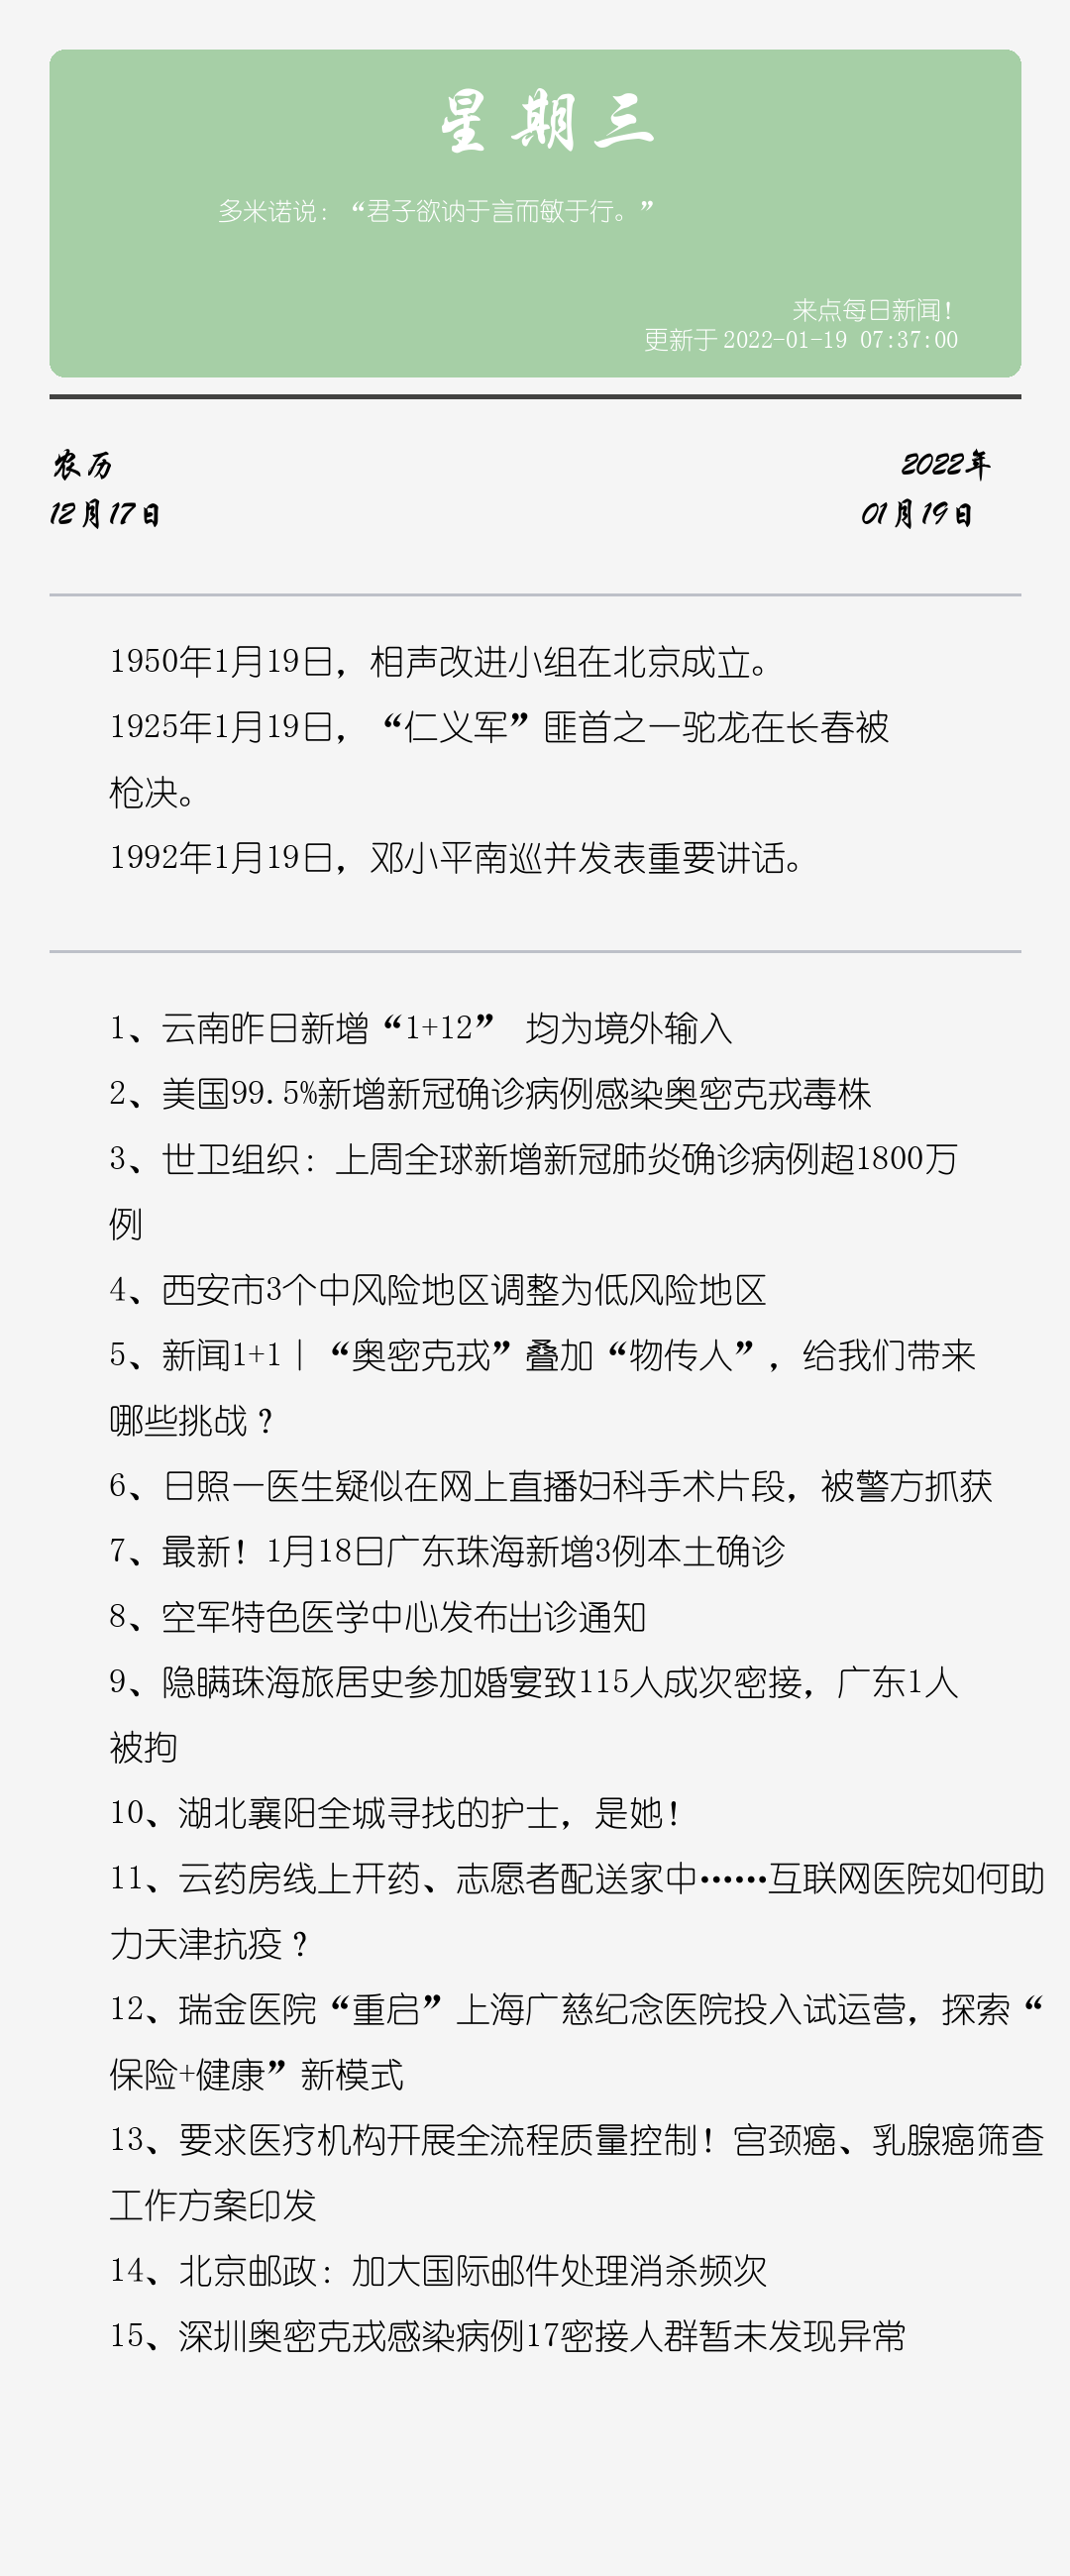 星期三
多米诺说：“君子欲讷于言而敏于行。”
来点每日新闻！
更新于 2022-01-19 07:37:00
农历
2022年
12月17日
01月19日
1950年1月19日，相声改进小组在北京成立。
1925年1月19日，“仁义军”匪首之一驼龙在长春被
枪决。
1992年1月19日，邓小平南巡并发表重要讲话。
1、云南昨日新增“1+12” 均为境外输入
2、美国99.5%新增新冠确诊病例感染奥密克戎毒株
3、世卫组织：上周全球新增新冠肺炎确诊病例超1800万
例
4、西安市3个中风险地区调整为低风险地区
5、新闻1+1丨“奥密克戎”叠加“物传人”，给我们带来
哪些挑战？
6、日照一医生疑似在网上直播妇科手术片段，被警方抓获
7、最新！1月18日广东珠海新增3例本土确诊
8、空军特色医学中心发布出诊通知
9、隐瞒珠海旅居史参加婚宴致115人成次密接，广东1人
被拘
10、湖北襄阳全城寻找的护士，是她！
11、云药房线上开药、志愿者配送家中……互联网医院如何助
力天津抗疫？
12、瑞金医院“重启”上海广慈纪念医院投入试运营，探索“
保险+健康”新模式
13、要求医疗机构开展全流程质量控制！宫颈癌、乳腺癌筛查
工作方案印发
14、北京邮政：加大国际邮件处理消杀频次
15、深圳奥密克戎感染病例17密接人群暂未发现异常